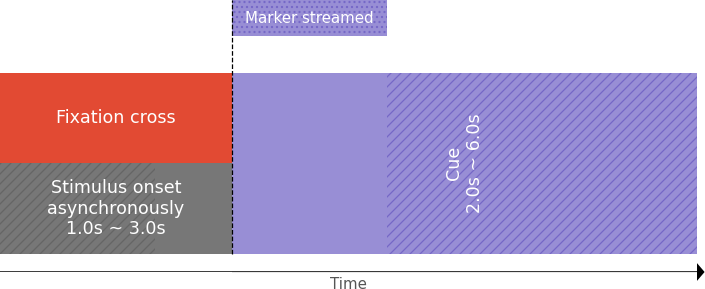 Marker streamed
Fixation cross
Stimulus onset
asynchronously
1.0s ~ 3.0s
Cue
2.0s ~ 6.0s
Time